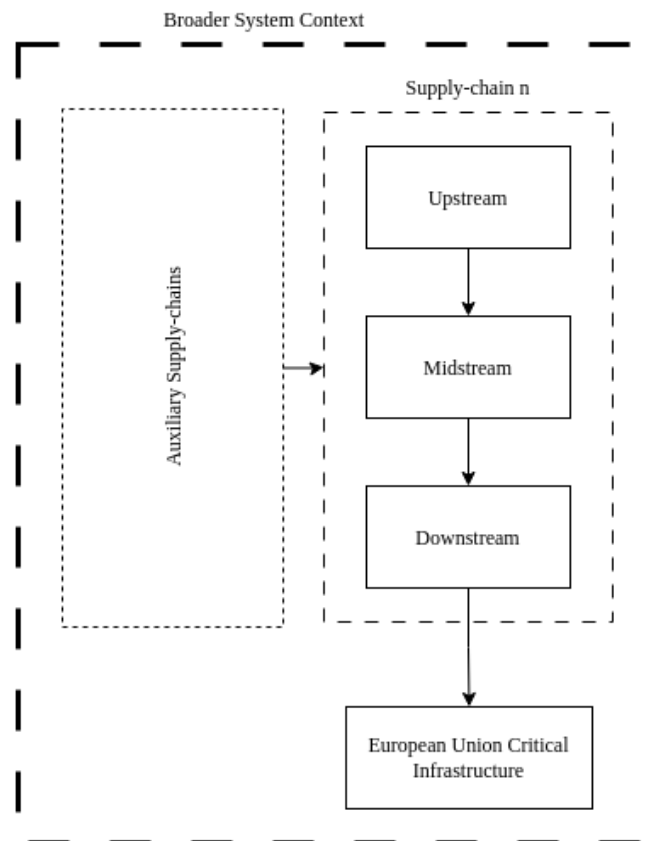 Broader System Context
Supply-chain n
Upstream
Auxiliary Supply-chains
Midstream
Downstream
European Union Critical
Infrastructure